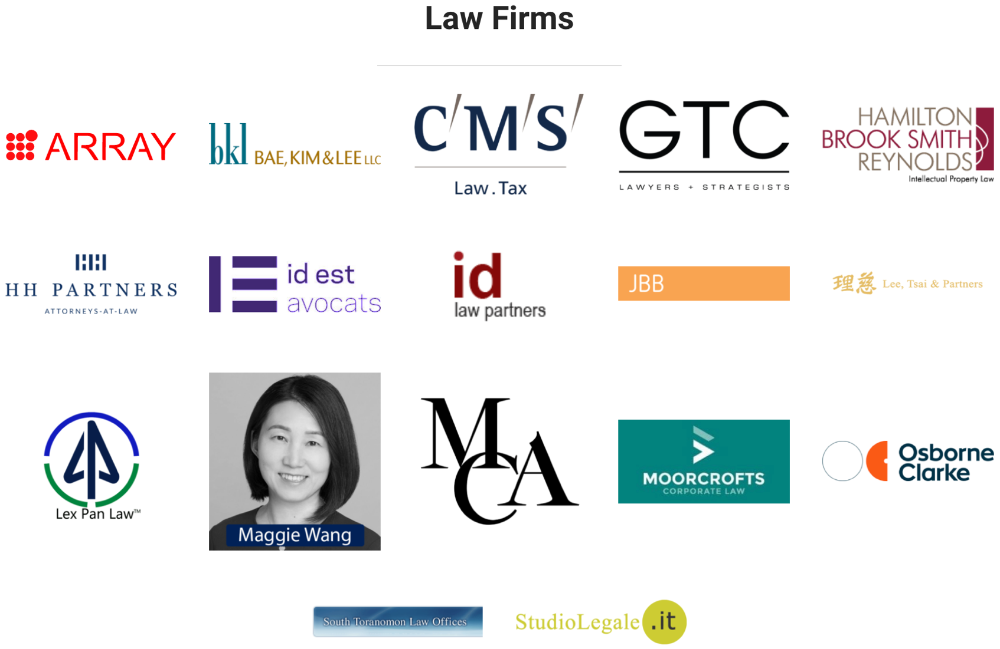 Law Firms
ARRAY
bkl BAE, KIM & LEE LLC
C'M'S'
Law . Tax
GTC
LAWYERS + STRATEGISTS
HAMILTON
BROOK SMITH
REYNOLDS
Intellectual Property Law
HH
HH PARTNERS
ATTORNEYS-AT-LAW
id est
avocats
id
law partners
JBB
理慈 Lee, Tsai & Partners
Lex Pan Law™
Maggie Wang
MCA
MOORCROFTS
CORPORATE LAW
Osborne
Clarke
South Toranomon Law Offices
StudioLegale.it